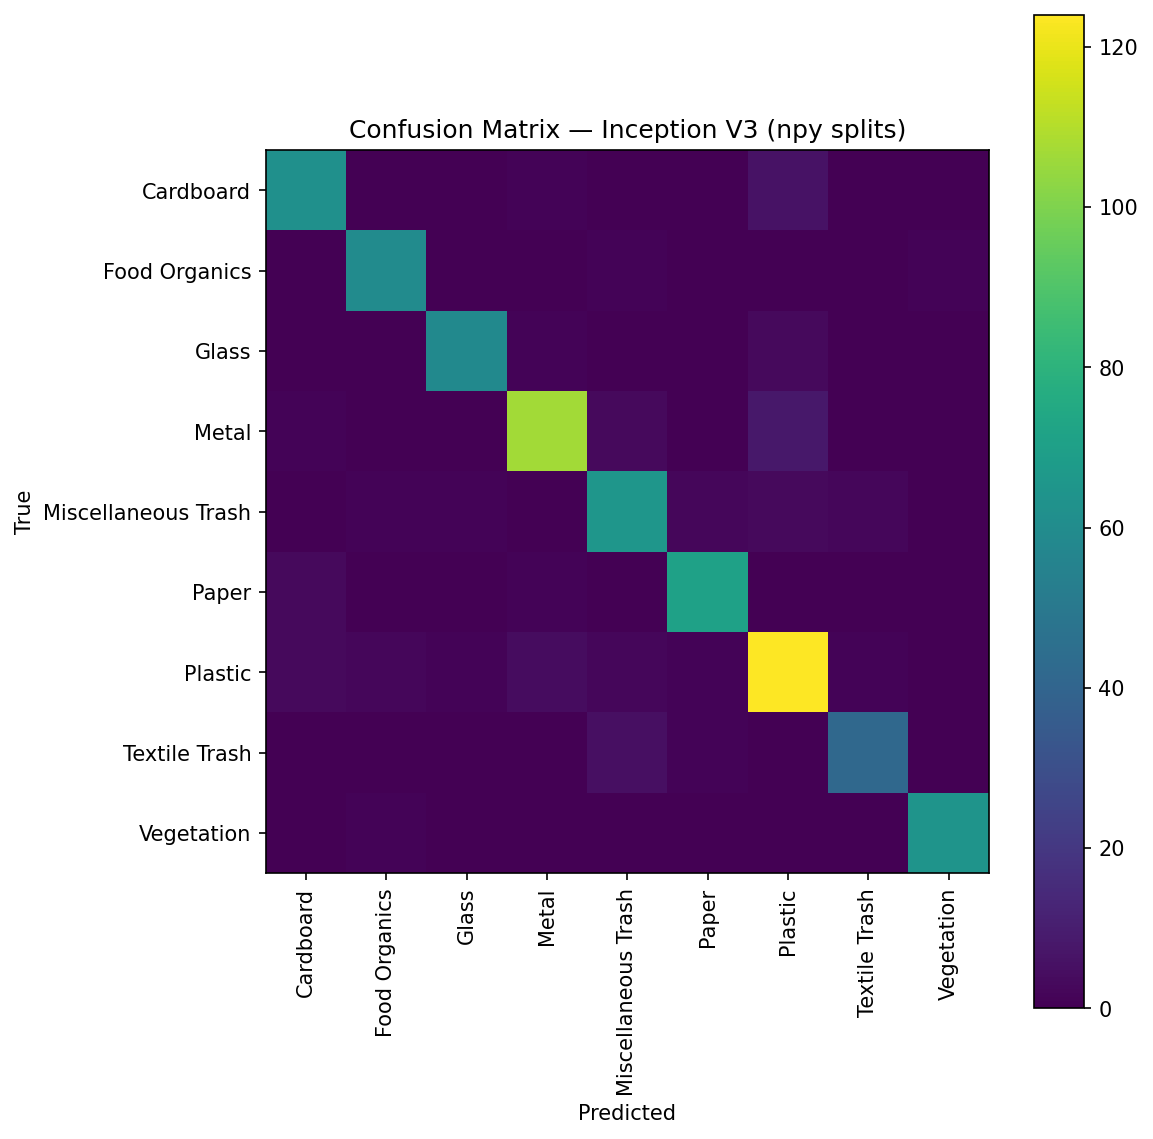 Confusion Matrix — Inception V3 (npy splits)
True
Cardboard
Food Organics
Glass
Metal
Miscellaneous Trash
Paper
Plastic
Textile Trash
Vegetation
Cardboard
Food Organics
Glass
Metal
Miscellaneous Trash
Paper
Plastic
Textile Trash
Vegetation
Predicted
120
100
80
60
40
20
0